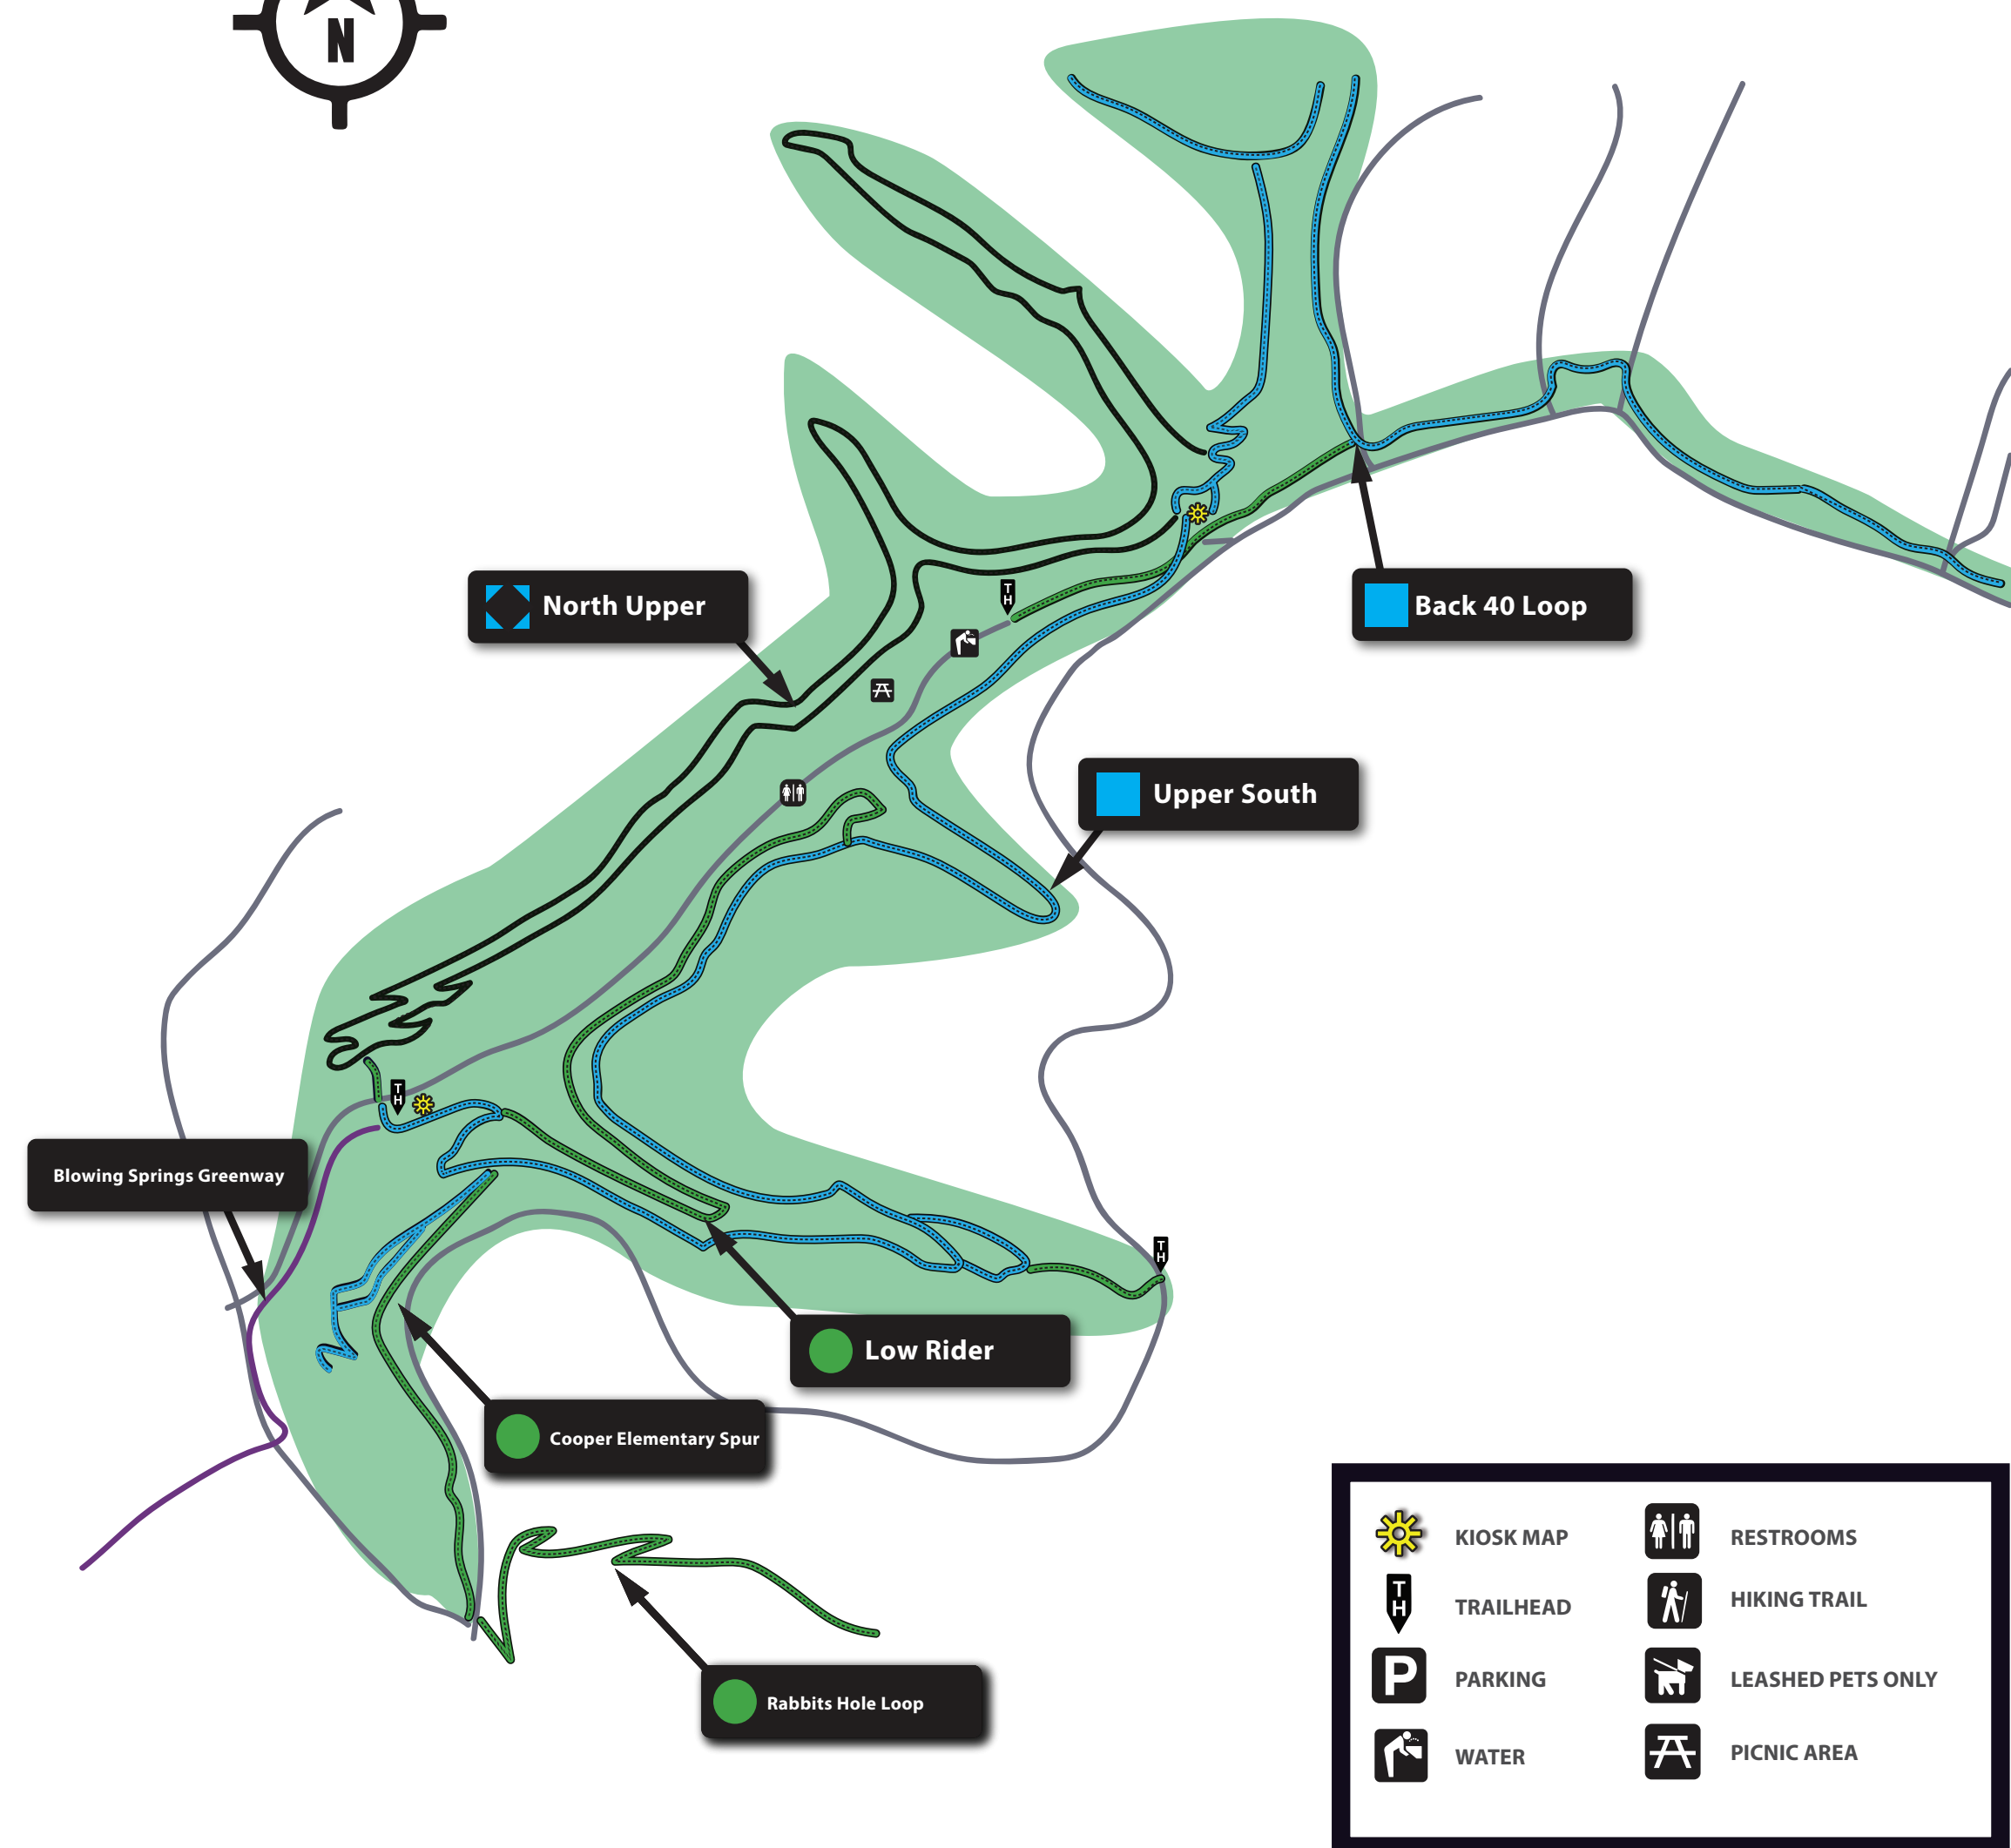 N
T
H
North Upper
Back 40 Loop
Upper South
T
H
Blowing Springs Greenway
T
H
Low Rider
Cooper Elementary Spur
Rabbits Hole Loop
KIOSK MAP
RESTROOMS
T
H
TRAILHEAD
HIKING TRAIL
P
PARKING
LEASHED PETS ONLY
WATER
PICNIC AREA